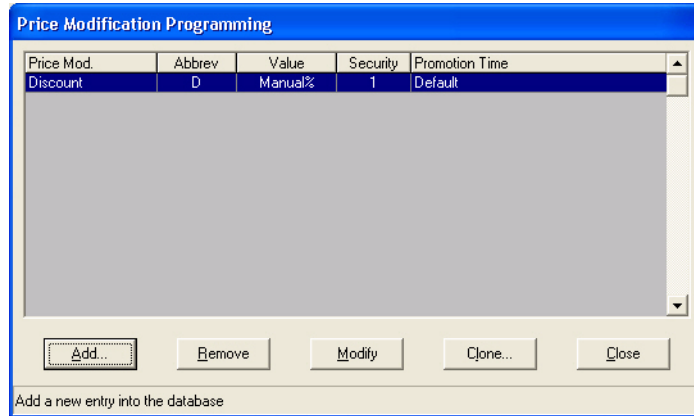 Price Modification Programming
Price Mod. Abbrev Value Security Promotion Time
Discount D Manual% 1 Default
Add... Remove Modify Clone... Close
Add a new entry into the database